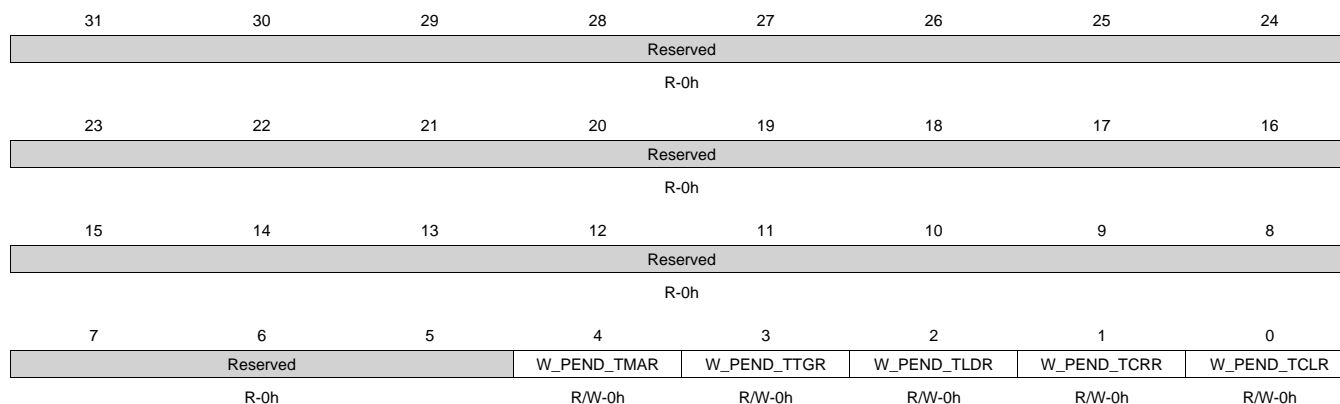 31 30 29 28 27 26 25 24
Reserved
R-0h
23 22 21 20 19 18 17 16
Reserved
R-0h
15 14 13 12 11 10 9 8
Reserved
R-0h
7 6 5 4 3 2 1 0
Reserved W_PEND_TMAR W_PEND_TTGR W_PEND_TLDR W_PEND_TCRR W_PEND_TCLR
R-0h R/W-0h R/W-0h R/W-0h R/W-0h R/W-0h